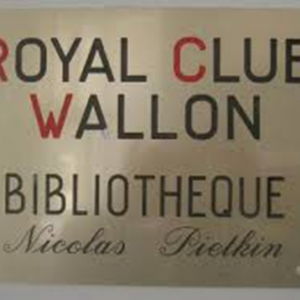 ROYAL CLUB
WALLON
BIBLIOTHEQUE
Nicolas Pietkin